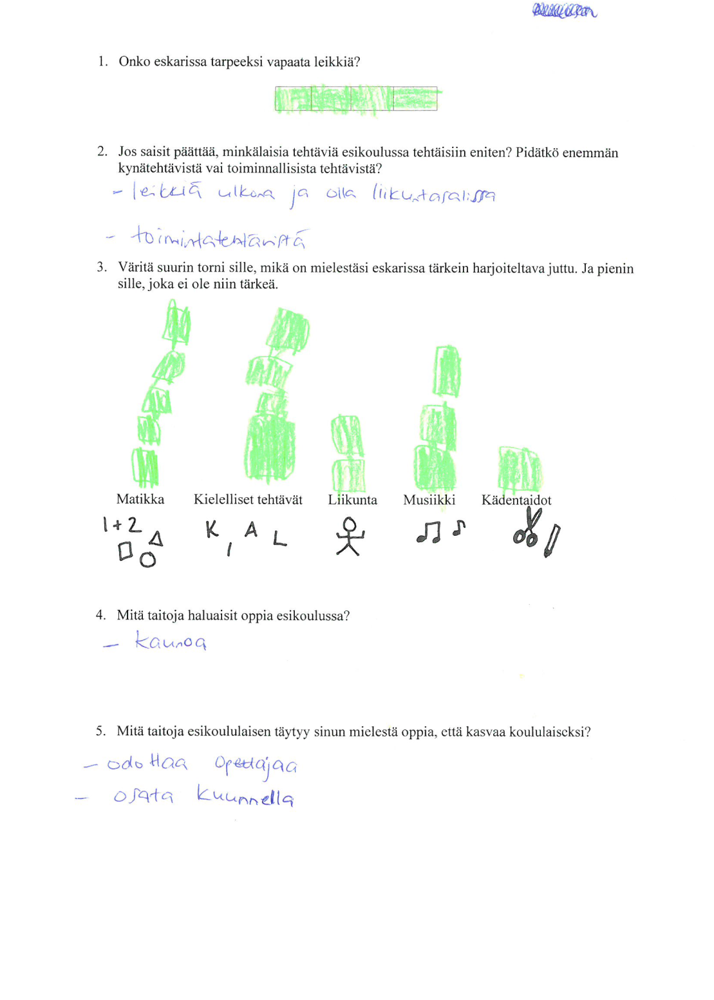 1. Onko eskarissa tarpeeksi vapaata leikkiä?
2. Jos saisit päättää, minkälaisia tehtäviä esikoulussa tehtäisiin eniten? Pidätkö enemmän
kynätehtävistä vai toiminnallisista tehtävistä?
- leikkiä ulkona ja olla liikuntasalissa
- toimintatehtävistä
3. Väritä suurin torni sille, mikä on mielestäsi eskarissa tärkein harjoiteltava juttu. Ja pienin
sille, joka ei ole niin tärkeä.
Matikka Kielelliset tehtävät Liikunta Musiikki Kädentaidot
1+2 K I A L
4. Mitä taitoja haluaisit oppia esikoulussa?
- kaunoa
5. Mitä taitoja esikoululaisen täytyy sinun mielestä oppia, että kasvaa koululaiseksi?
- odottaa opettajaa
- osata kuunnella